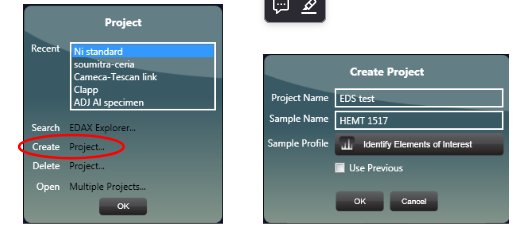 Project
Recent
Ni standard
soumitra-ceria
Cameca-Tescan link
Clapp
ADJ Al specimen
Search EDAX Explorer...
Create Project...
Delete Project...
Open Multiple Projects...
OK
Create Project
Project Name EDS test
Sample Name HEMT 1517
Sample Profile Identify Elements of Interest
Use Previous
OK Cancel